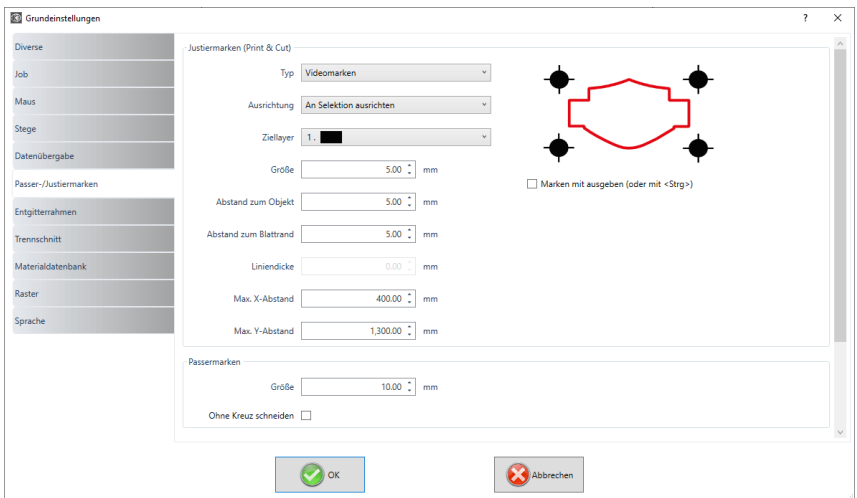 Grundeinstellungen
?
Diverse
Job
Maus
Stege
Datenübergabe
Passer-/Justiermarken
Entgitterrahmen
Trennschnitt
Materialdatenbank
Raster
Sprache
Justiermarken (Print & Cut)
Typ Videomarken
Ausrichtung An Selektion ausrichten
Ziellayer 1 .
Größe 5.00 mm
Abstand zum Objekt 5.00 mm
Abstand zum Blattrand 5.00 mm
Liniendicke 0.00 mm
Max. X-Abstand 400.00 mm
Max. Y-Abstand 1,300.00 mm
Marken mit ausgeben (oder mit <Strg>)
Passermarken
Größe 10.00 mm
Ohne Kreuz schneiden
OK
Abbrechen